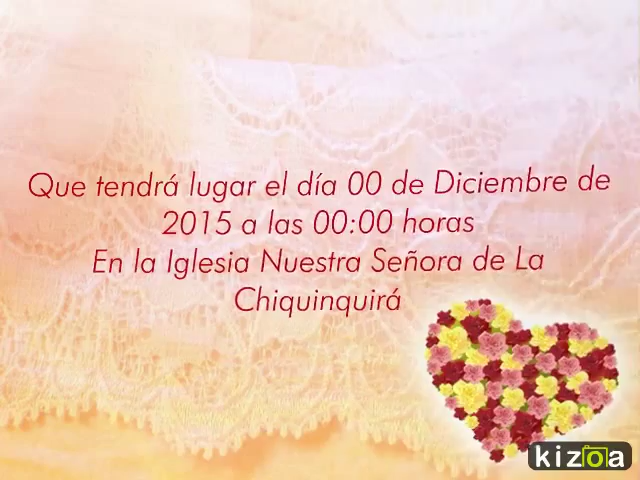 Que tendrá lugar el día 00 de Diciembre de
2015 a las 00:00 horas
En la Iglesia Nuestra Señora de La
Chiquinquirá
kizoa